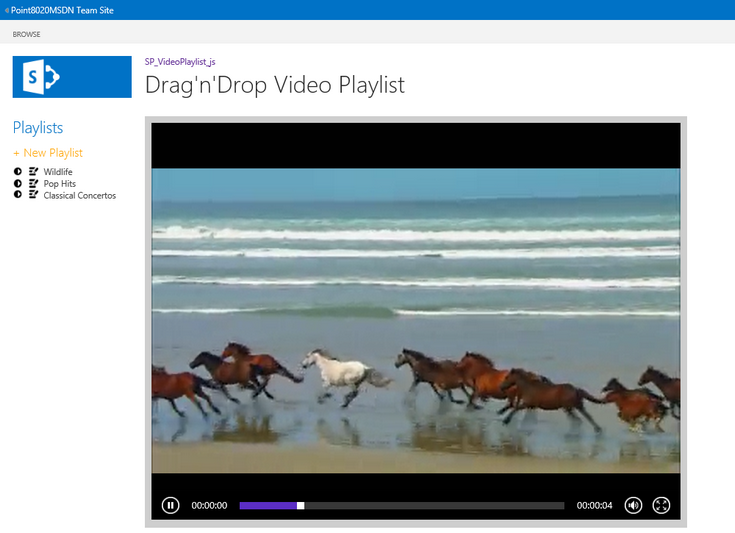 Point8020MSDN Team Site
BROWSE
S
SP_VideoPlaylist_js
Drag'n'Drop Video Playlist
Playlists
+ New Playlist
Wildlife
Pop Hits
Classical Concertos
00:00:00
00:00:04